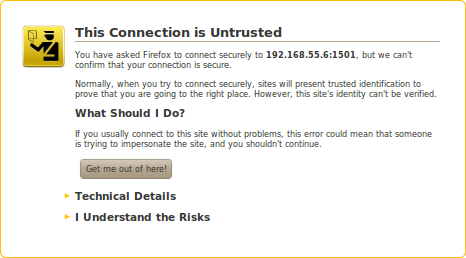 This Connection is Untrusted
You have asked Firefox to connect securely to 192.168.55.6:1501, but we can't
confirm that your connection is secure.
Normally, when you try to connect securely, sites will present trusted identification to
prove that you are going to the right place. However, this site's identity can't be verified.
What Should I Do?
If you usually connect to this site without problems, this error could mean that someone
is trying to impersonate the site, and you shouldn't continue.
Get me out of here!
Technical Details
I Understand the Risks